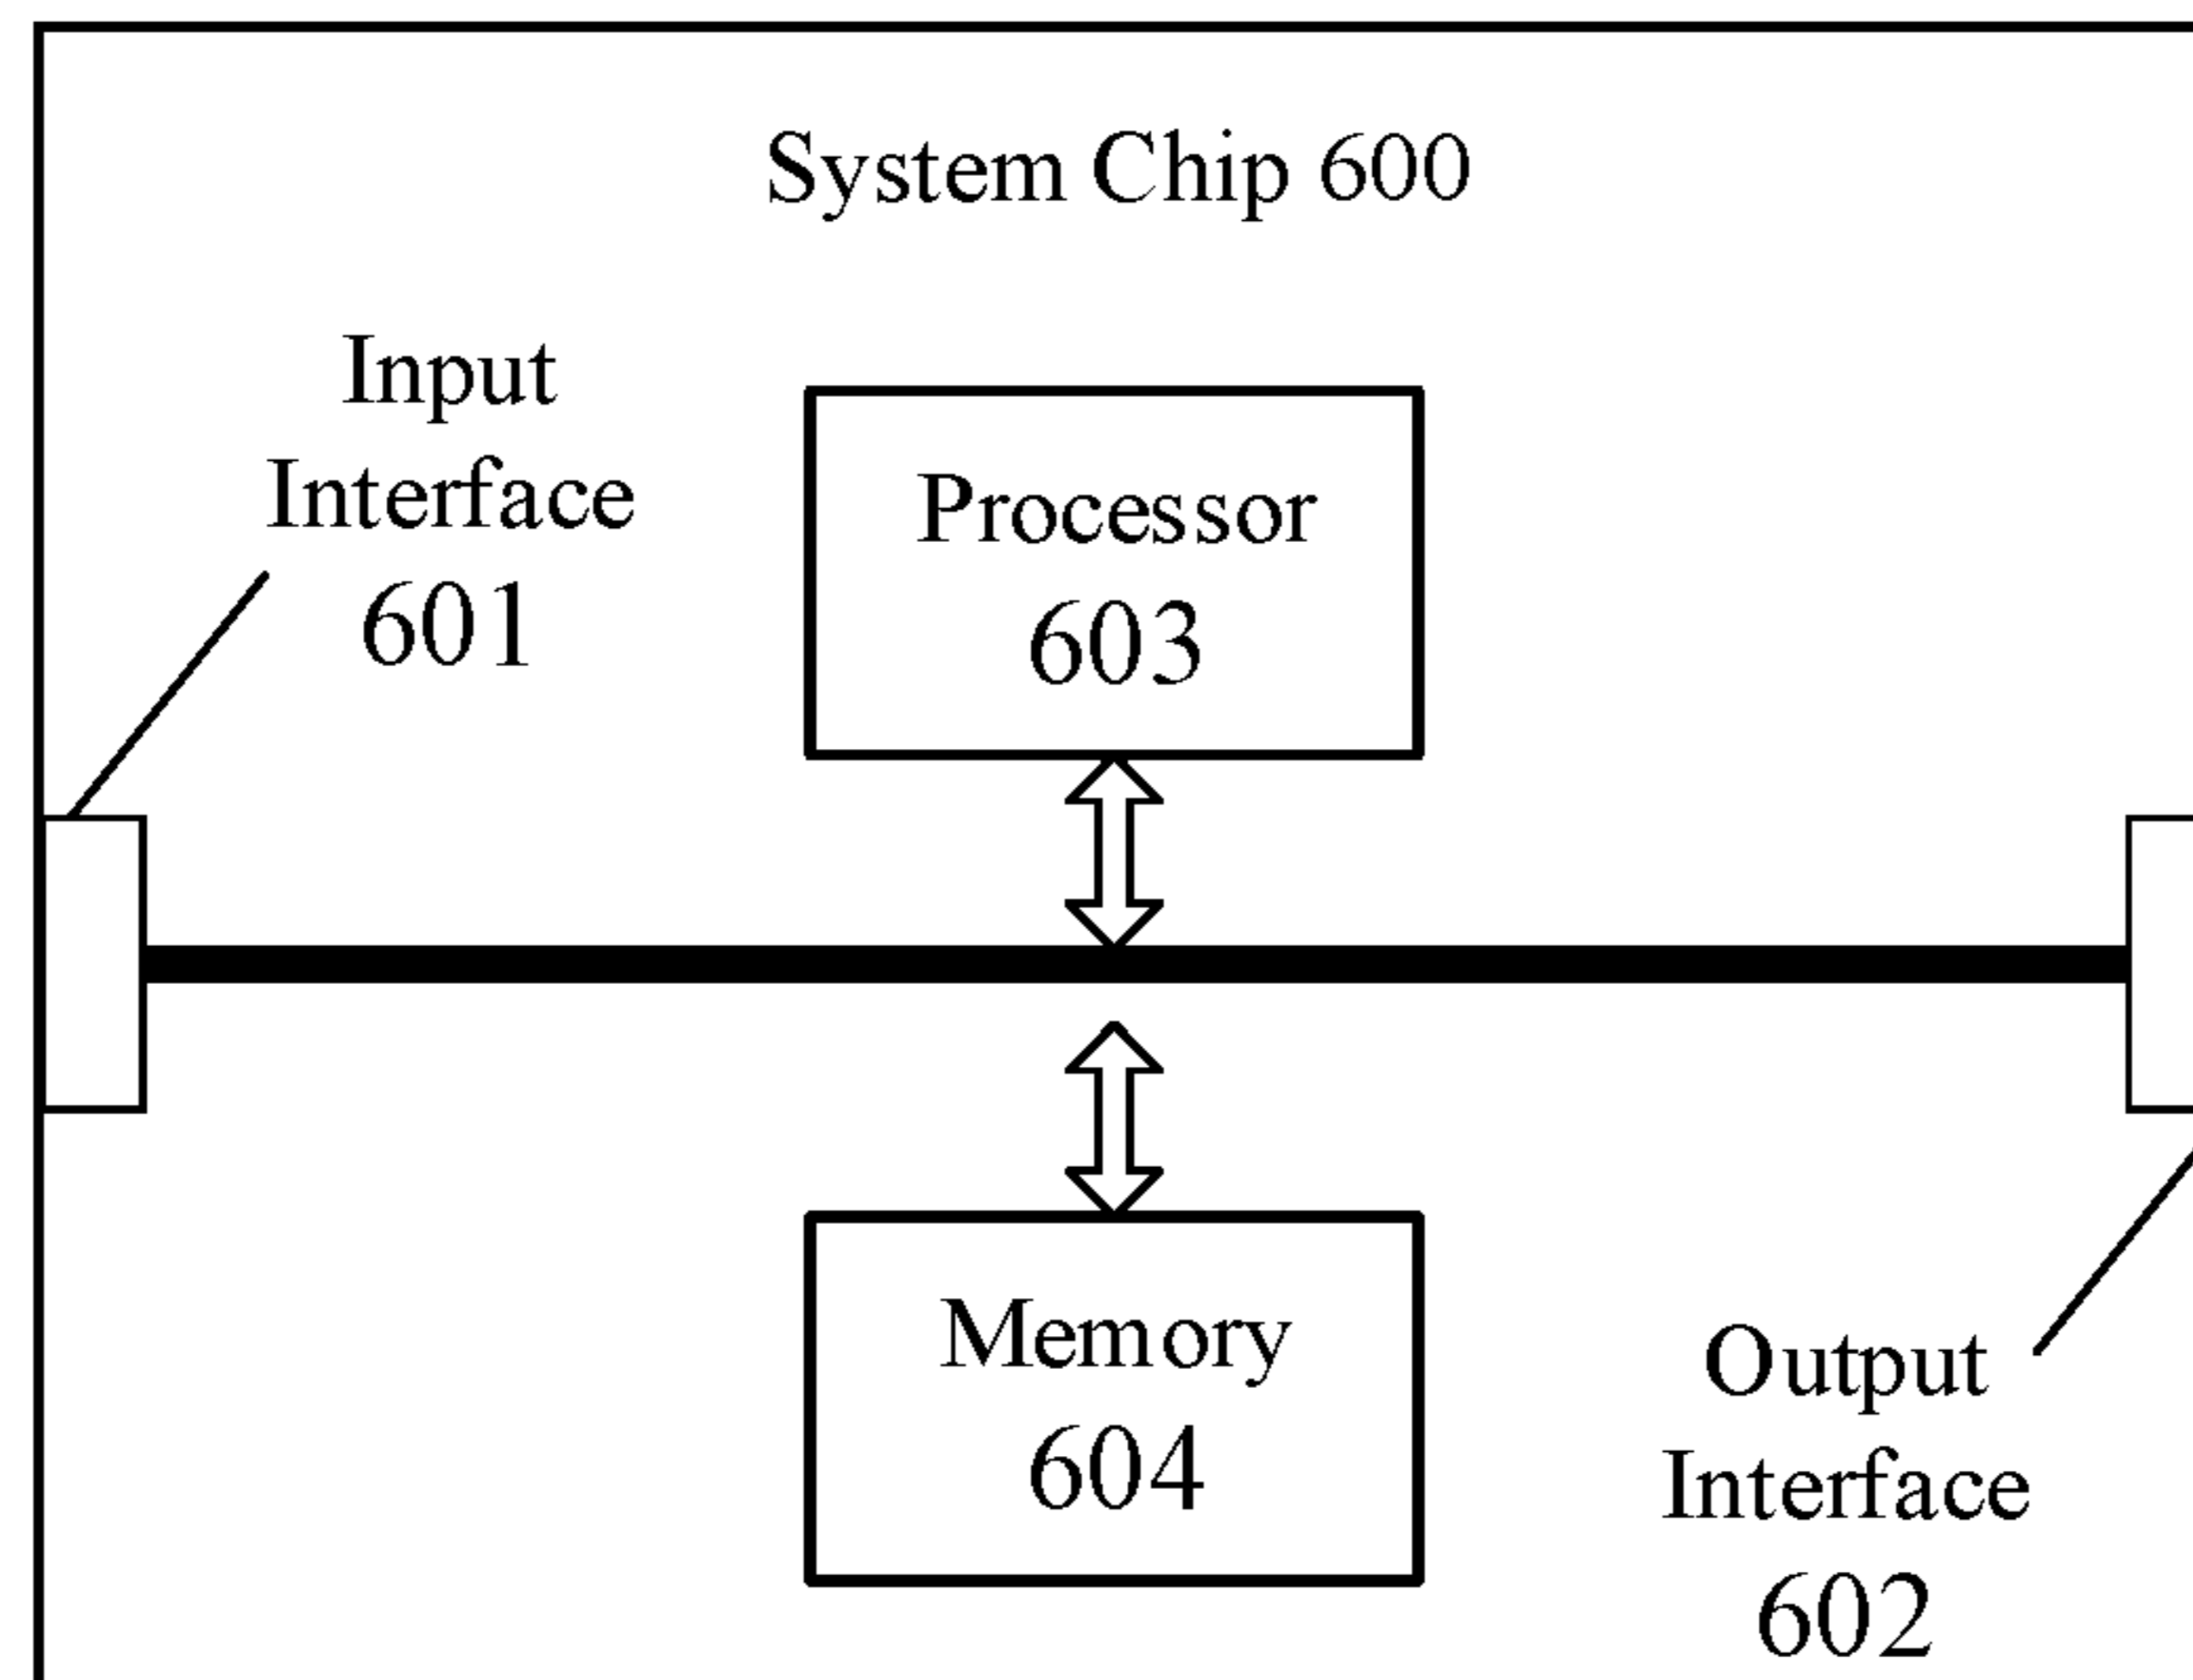 System Chip 600
Input
Interface
601
Processor
603
Memory
604
Output
Interface
602